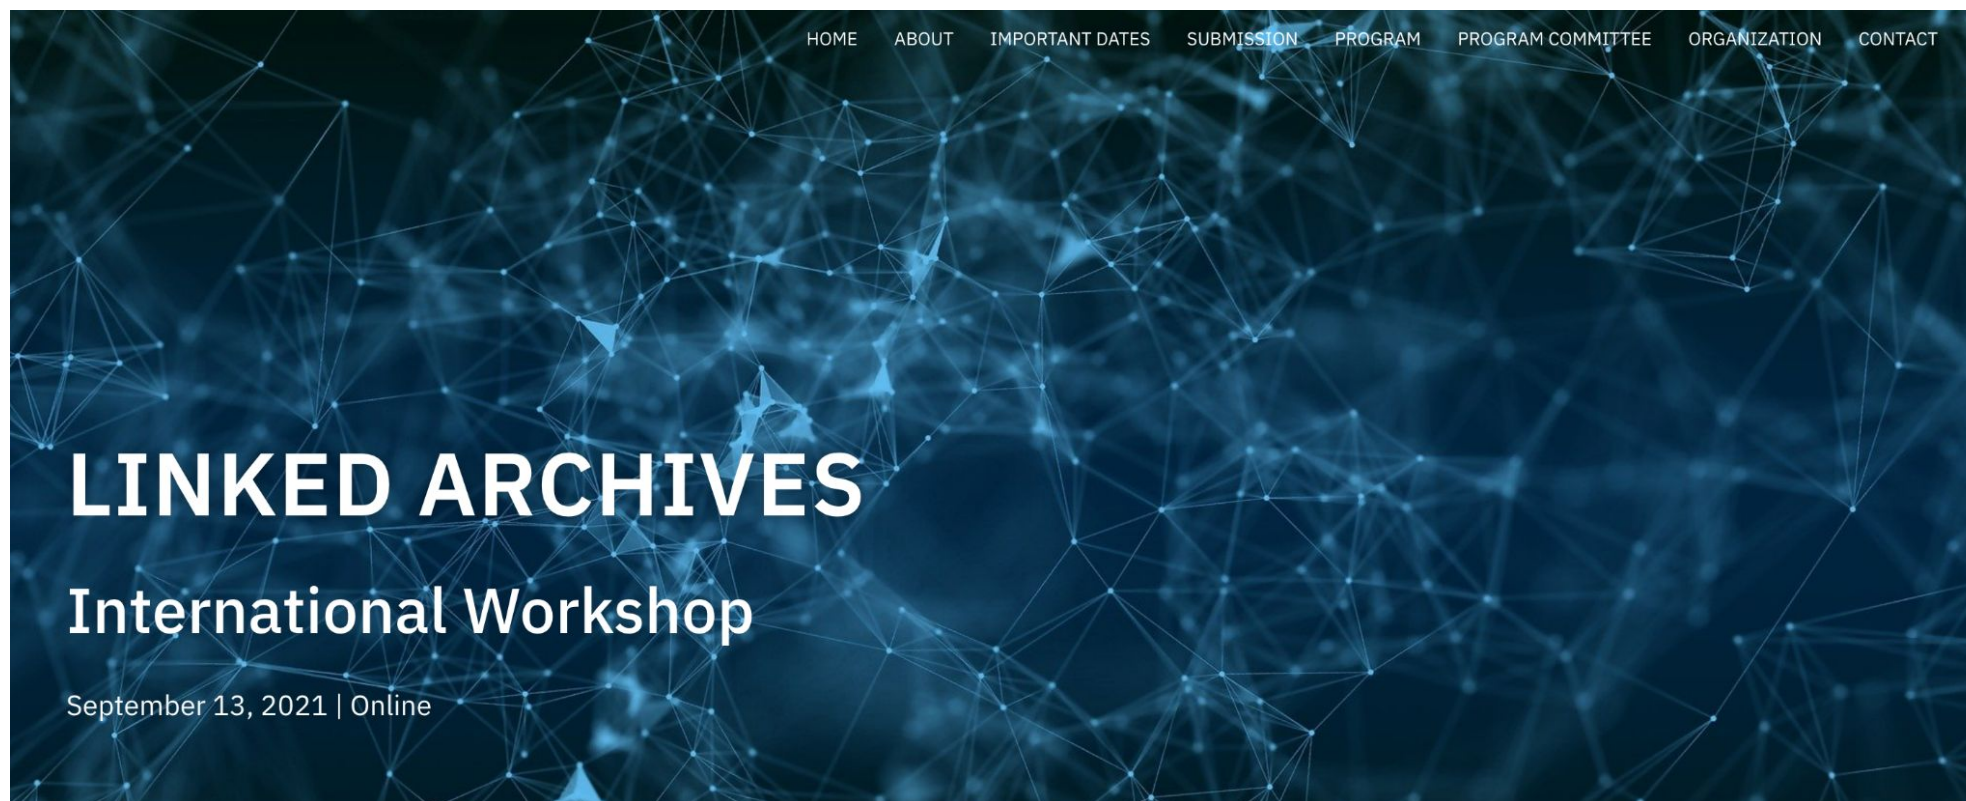 HOME ABOUT IMPORTANT DATES SUBMISSION PROGRAM PROGRAM COMMITTEE ORGANIZATION CONTACT
LINKED ARCHIVES
International Workshop
September 13, 2021 | Online